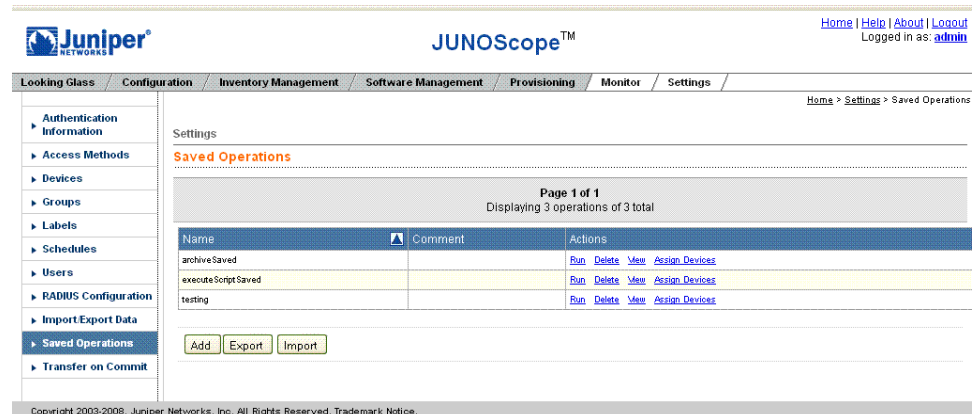 Juniper®
NETWORKS
JUNOScope™
Home | Help | About | Logout
Logged in as: admin
Looking Glass / Configuration / Inventory Management / Software Management / Provisioning / Monitor / Settings /
Home > Settings > Saved Operations
Authentication
Information
Access Methods
Devices
Groups
Labels
Schedules
Users
RADIUS Configuration
Import/Export Data
Saved Operations
Transfer on Commit
Settings
Saved Operations
Page 1 of 1
Displaying 3 operations of 3 total
Name Comment Actions
archiveSaved Run Delete View Assign Devices
executeScriptSaved Run Delete View Assign Devices
testing Run Delete View Assign Devices
Add Export Import
Copyright 2003-2008, Juniper Networks, Inc. All Rights Reserved. Trademark Notice.